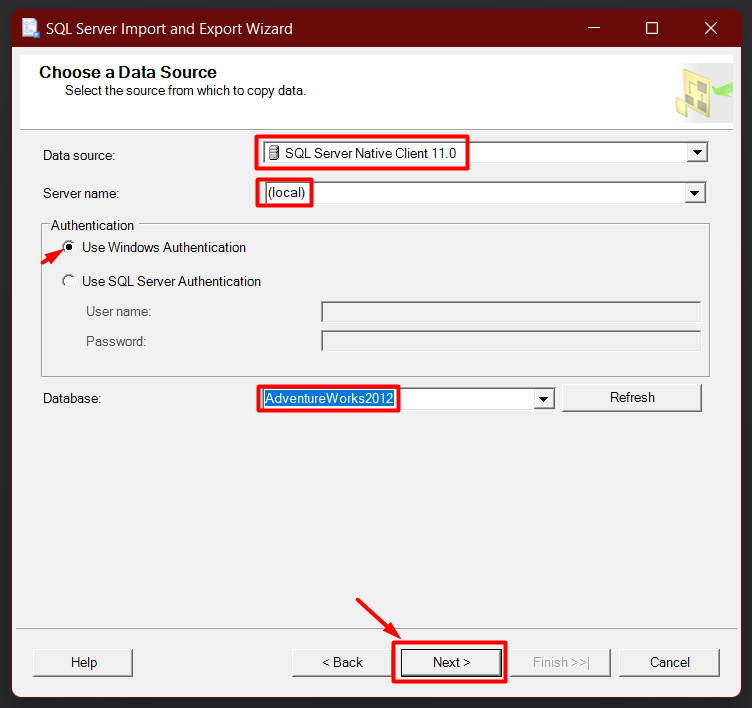 SQL Server Import and Export Wizard
Choose a Data Source
Select the source from which to copy data.
Data source:
SQL Server Native Client 11.0
Server name:
(local)
Authentication
Use Windows Authentication
Use SQL Server Authentication
User name:
Password:
Database:
AdventureWorks2012
Refresh
Help
< Back
Next >
Finish >>|
Cancel